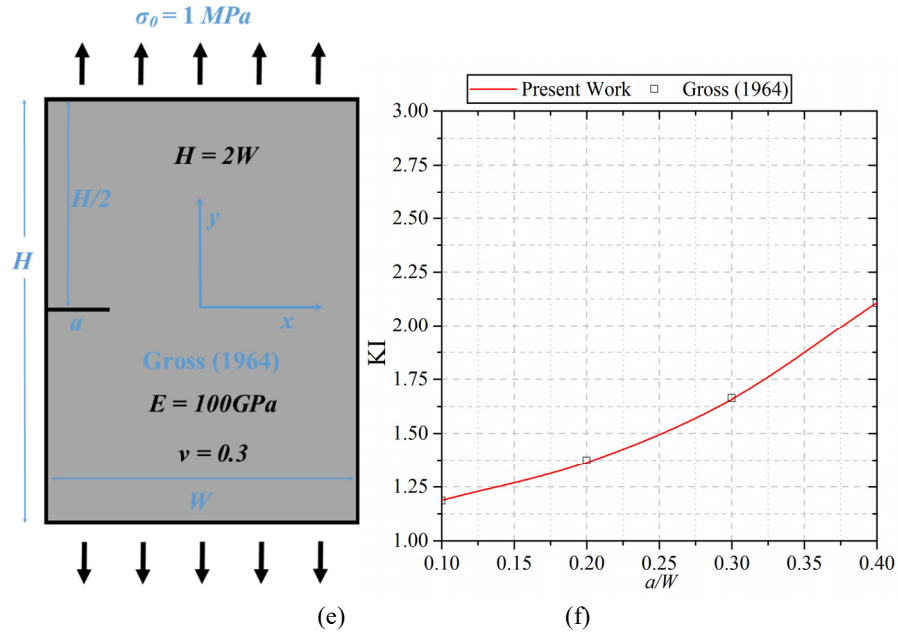 σ₀ = 1 MPa
H = 2W
H/2
y
H
a
x
Gross (1964)
E = 100GPa
ν = 0.3
W
(e)
Present Work
Gross (1964)
3.00
2.75
2.50
2.25
2.00
1.75
1.50
1.25
1.00
KI
0.10
0.15
0.20
0.25
0.30
0.35
0.40
a/W
(f)